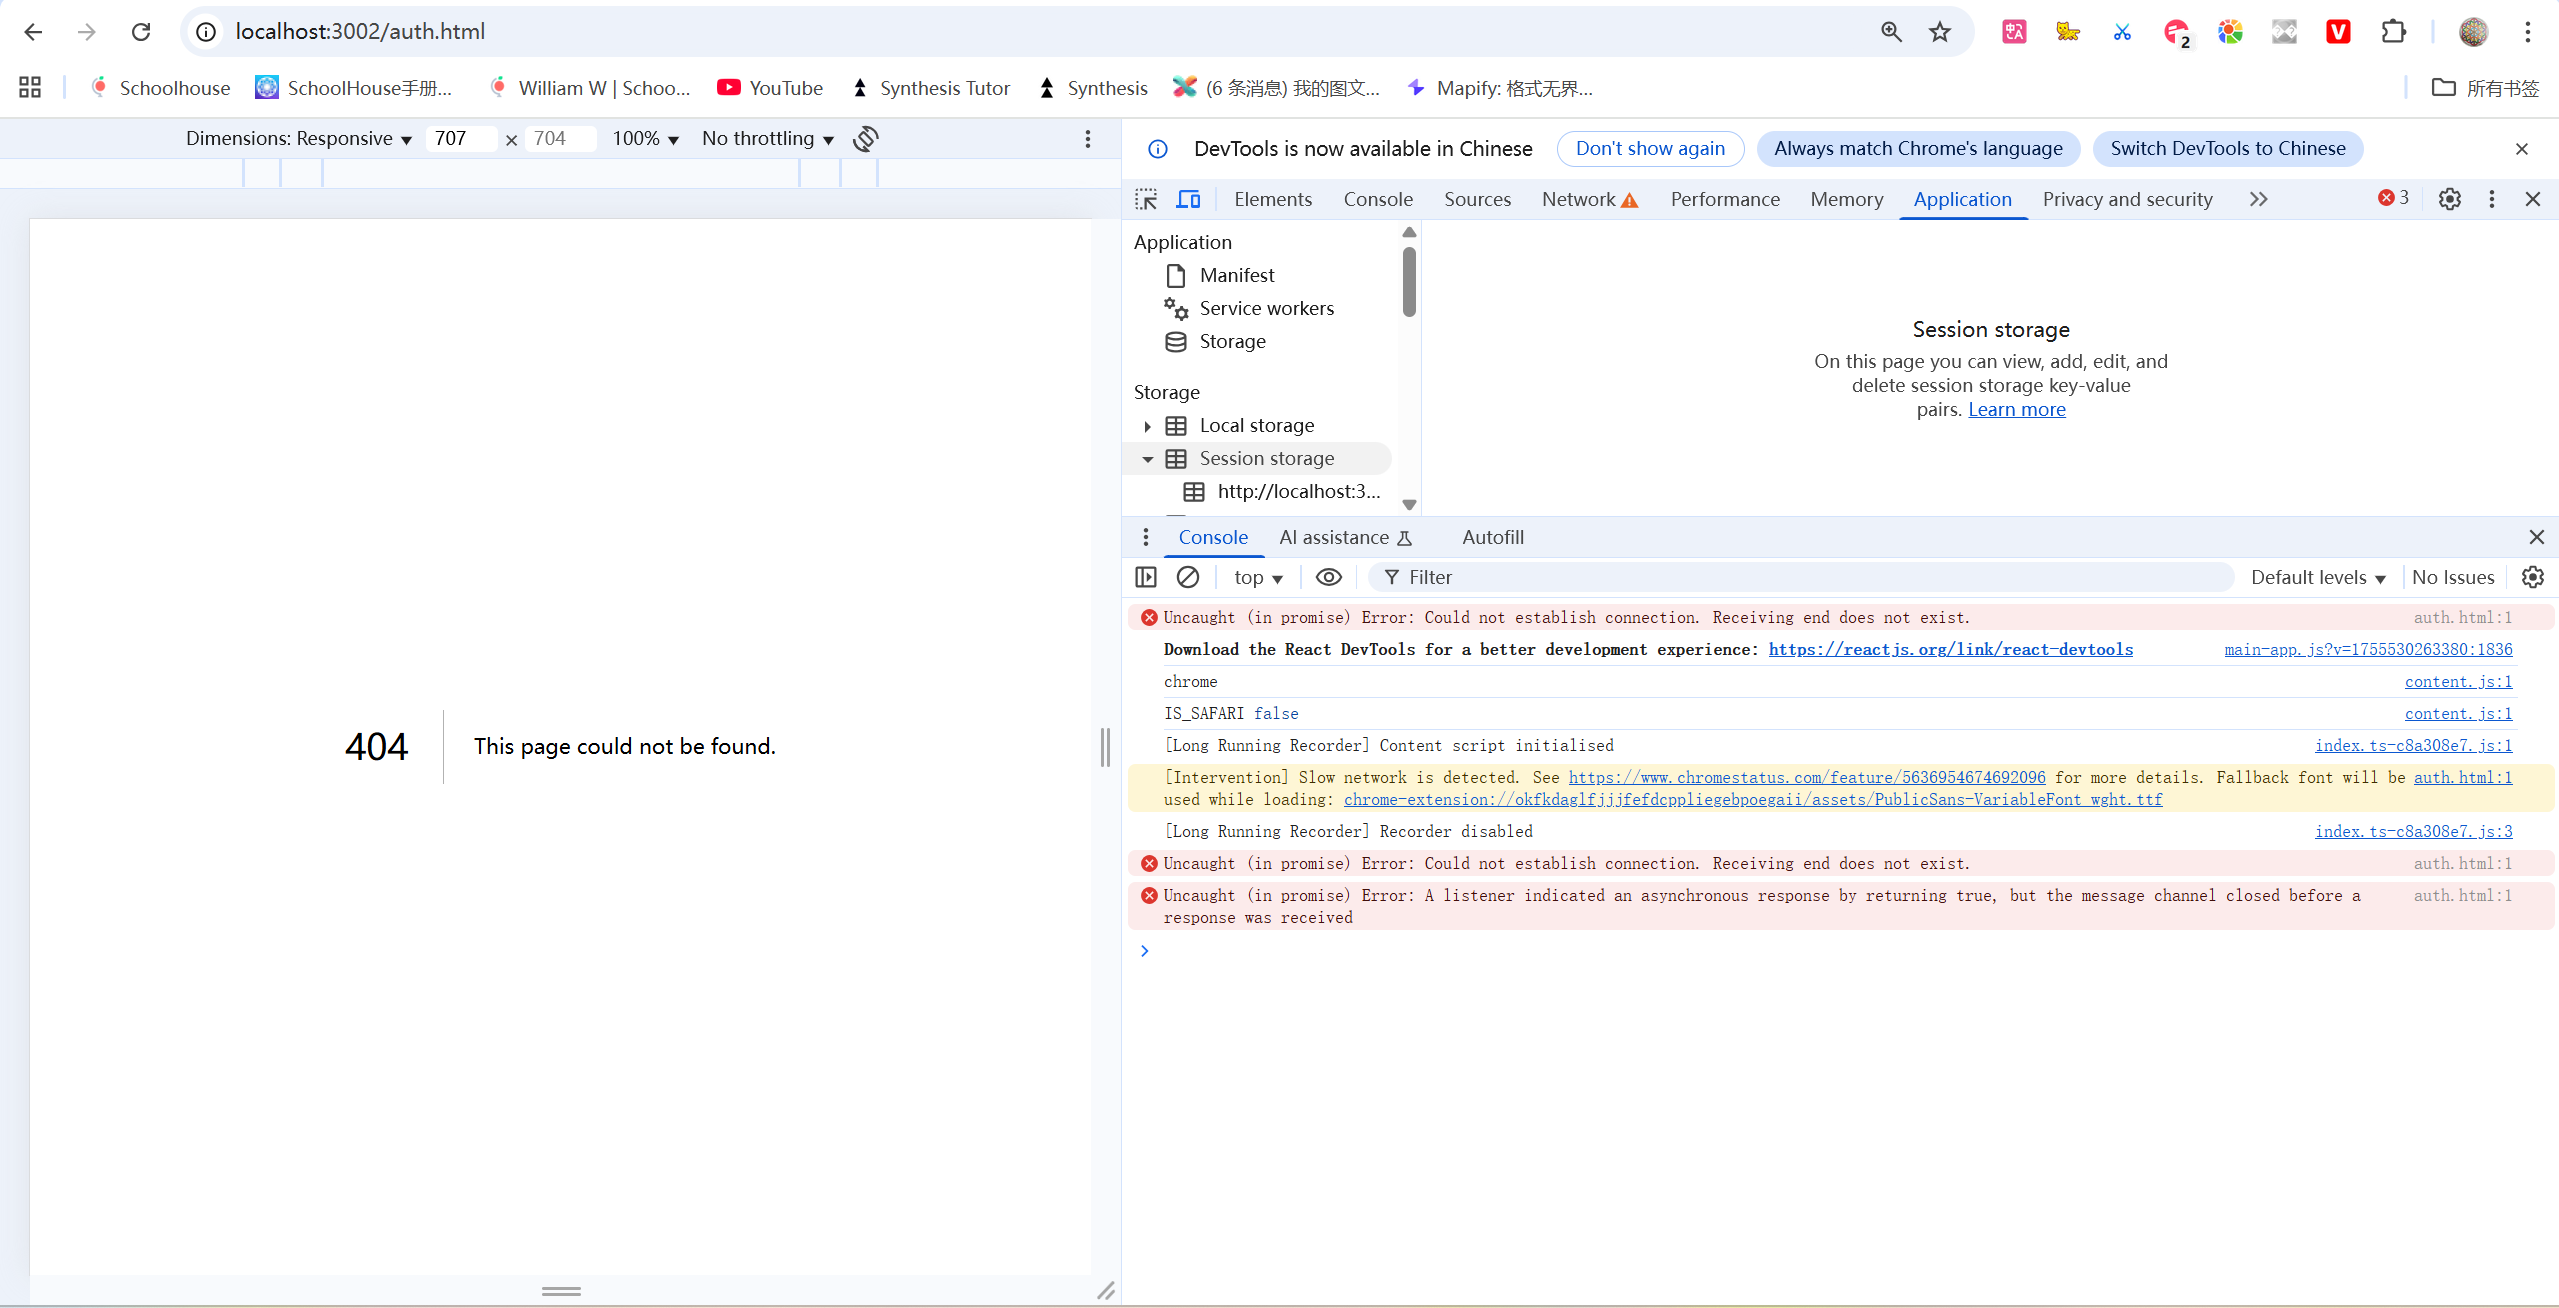 localhost:3002/auth.html
2
V
Schoolhouse
SchoolHouse手册...
William W | Schoo...
YouTube
Synthesis Tutor
Synthesis
(6 条消息) 我的图文...
Mapify: 格式无界...
所有书签
Dimensions: Responsive
707 × 704
100%
No throttling
DevTools is now available in Chinese
Don't show again
Always match Chrome's language
Switch DevTools to Chinese
Elements
Console
Sources
Network
Performance
Memory
Application
Privacy and security
3
Application
Manifest
Service workers
Storage
Storage
Local storage
Session storage
http://localhost:3...
Session storage
On this page you can view, add, edit, and
delete session storage key-value
pairs. Learn more
404
This page could not be found.
Console
AI assistance
Autofill
top
Filter
Default levels
No Issues
Uncaught (in promise) Error: Could not establish connection. Receiving end does not exist. auth.html:1
Download the React DevTools for a better development experience: https://reactjs.org/link/react-devtools main-app.js?v=1755530263380:1836
chrome content.js:1
IS_SAFARI false content.js:1
[Long Running Recorder] Content script initialised index.ts-c8a308e7.js:1
[Intervention] Slow network is detected. See https://www.chromestatus.com/feature/5636954674692096 for more details. Fallback font will be auth.html:1
used while loading: chrome-extension://okfkdaglfjjjfefdcppliegebpoegaii/assets/PublicSans-VariableFont_wght.ttf
[Long Running Recorder] Recorder disabled index.ts-c8a308e7.js:3
Uncaught (in promise) Error: Could not establish connection. Receiving end does not exist. auth.html:1
Uncaught (in promise) Error: A listener indicated an asynchronous response by returning true, but the message channel closed before a auth.html:1
response was received